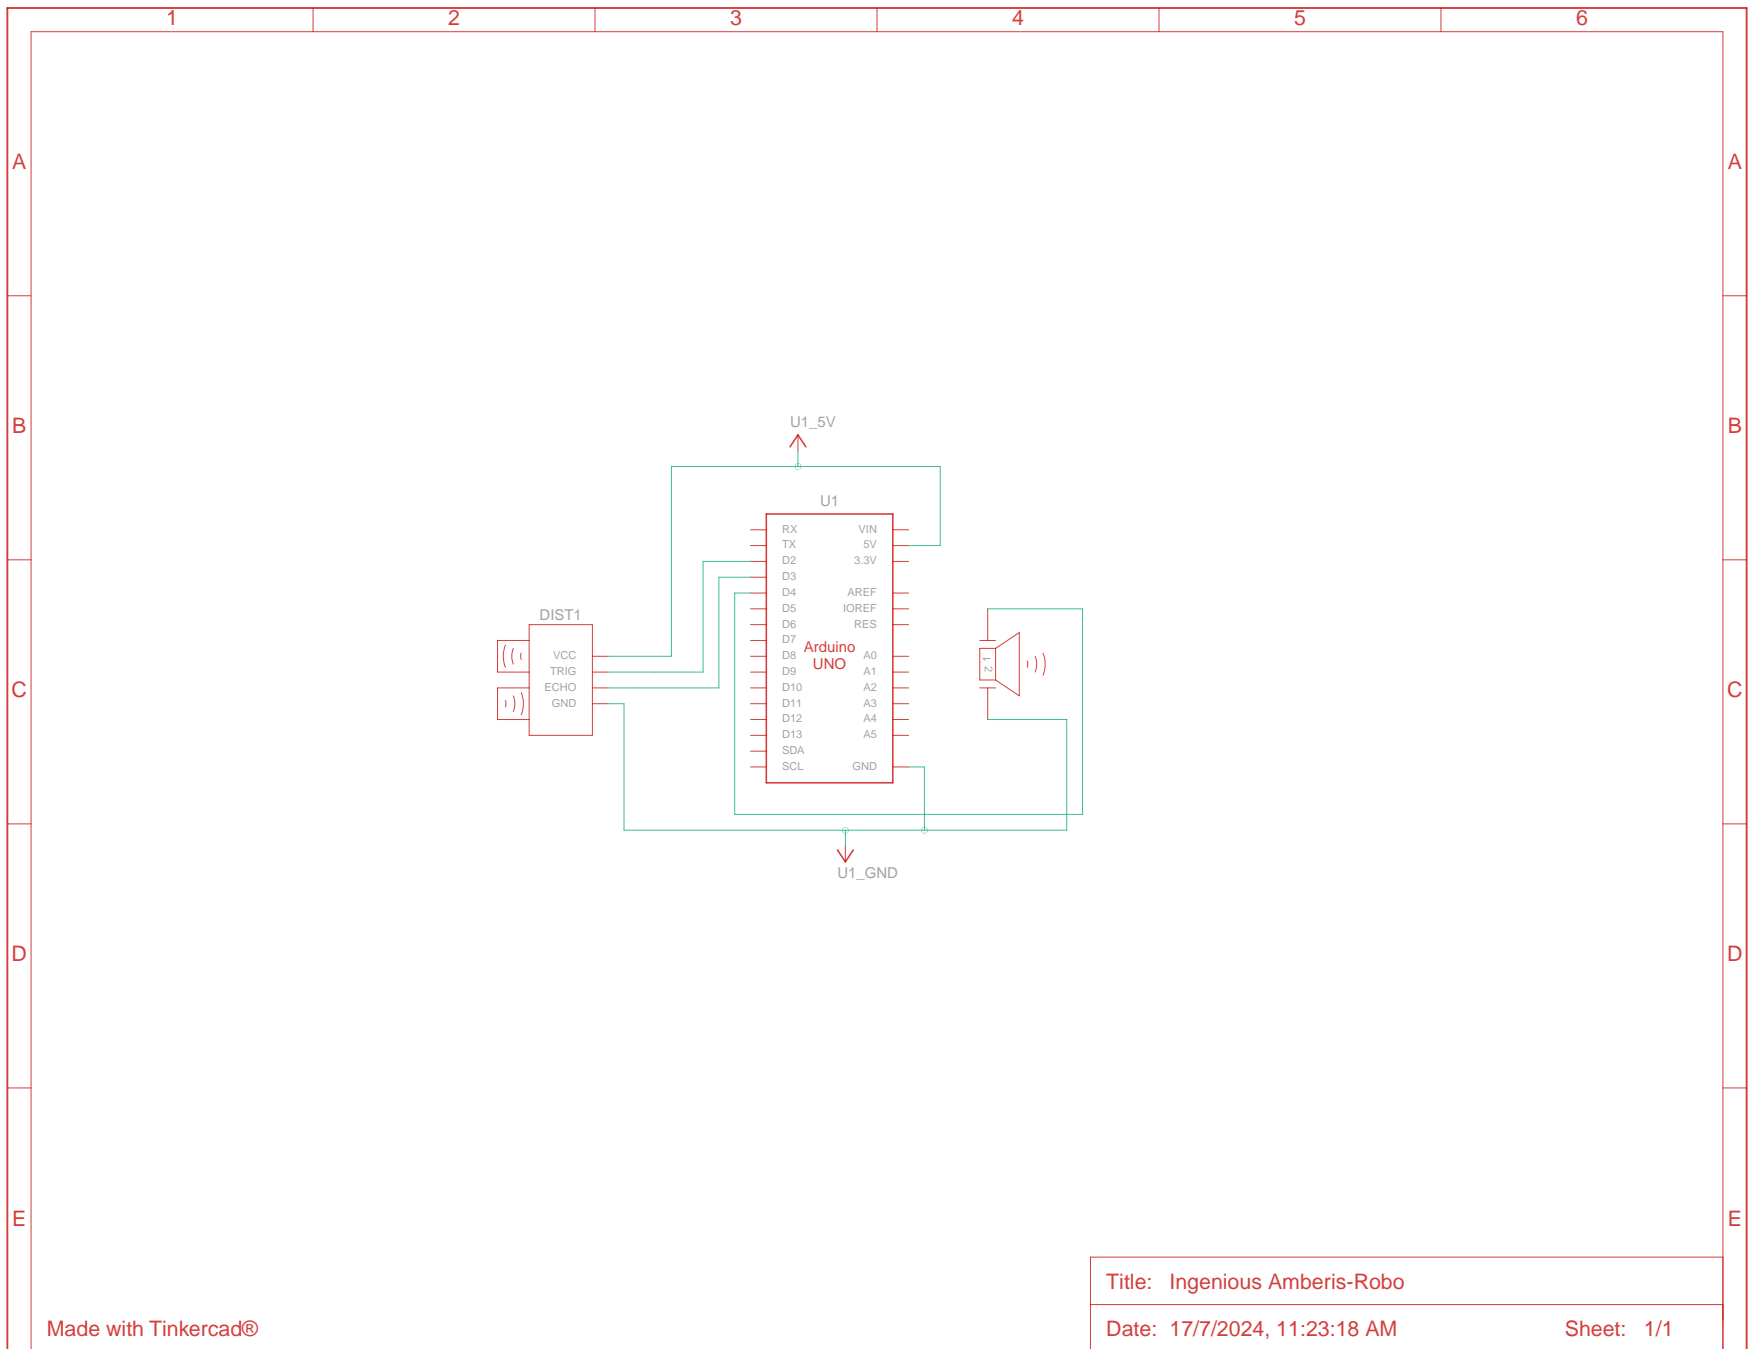 1 2 3 4 5 6
A A
B B
U1_5V
U1
RX VIN
TX 5V
D2 3.3V
D3
D4 AREF
D5 IOREF
D6 RES
D7
D8 A0
D9 A1
D10 A2
D11 A3
D12 A4
D13 A5
SDA
SCL GND
Arduino
UNO
DIST1
VCC
TRIG
ECHO
GND
1 2
C C
U1_GND
D D
E E
Title: Ingenious Amberis-Robo
Made with Tinkercad®
Date: 17/7/2024, 11:23:18 AM Sheet: 1/1